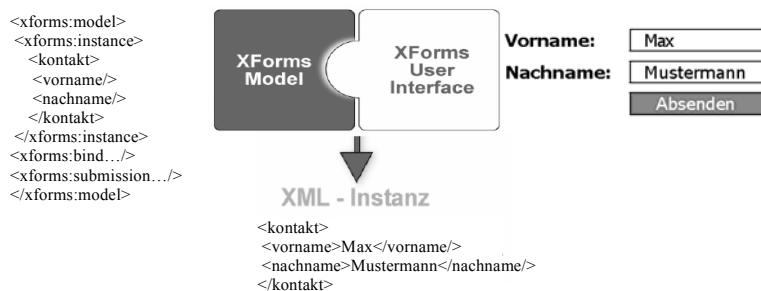 <xforms:model>
<xforms:instance>
<kontakt>
<vorname/>
<nachname/>
</kontakt>
</xforms:instance>
<xforms:bind…/>
<xforms:submission…/>
</xforms:model>
XForms
Model
XForms
User
Interface
Vorname: Max
Nachname: Mustermann
Absenden
XML - Instanz
<kontakt>
<vorname>Max</vorname/>
<nachname>Mustermann</nachname/>
</kontakt>